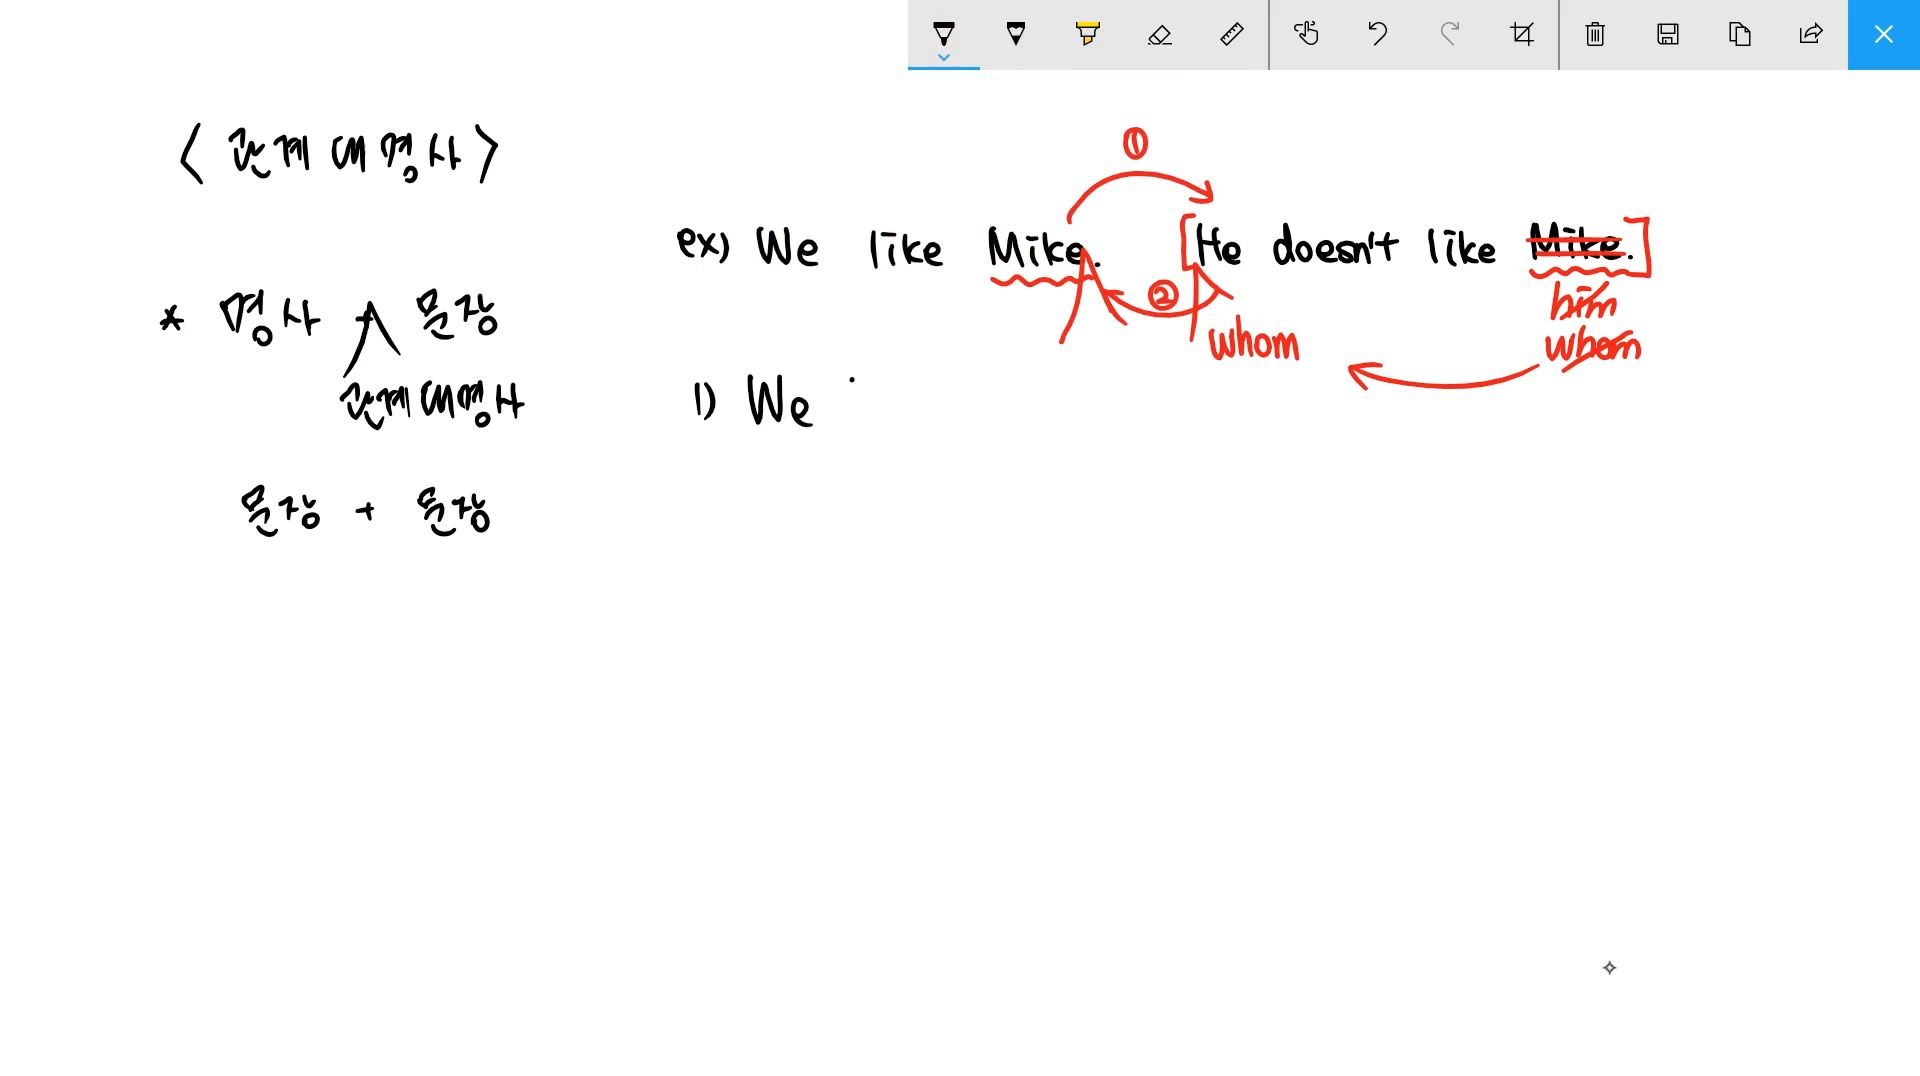 <관계대명사>
* 명사 + 문장
관계대명사
문장 + 문장
①
ex) We like Mike. [He doesn't like Mike.]
②
him
whom
whom
1) We